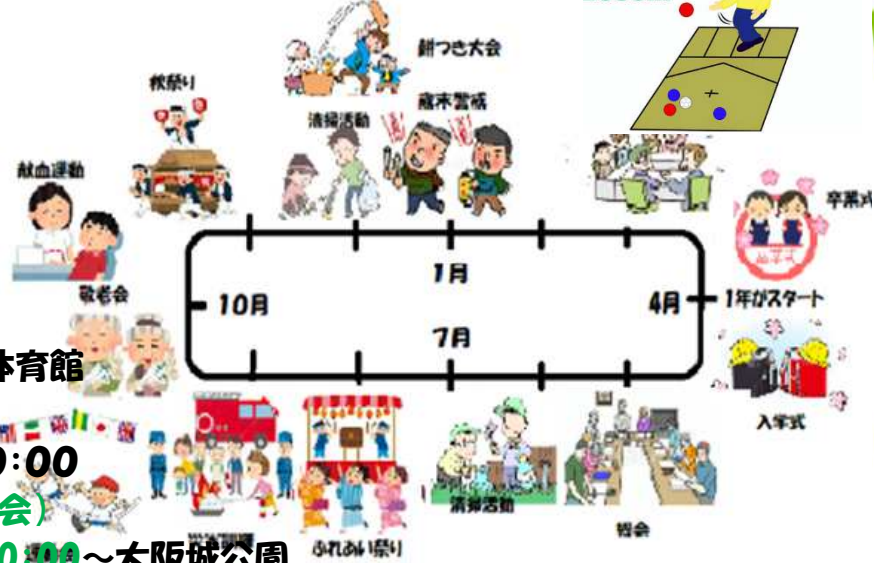 餅つき大会
秋祭り
清掃活動
歳末警戒
献血運動
卒業式
敬老会
1月
10月
4月
1年がスタート
7月
体育館
入学式
:00
会)
清掃活動
総会
ふれあい祭り
0:00～大阪城公園